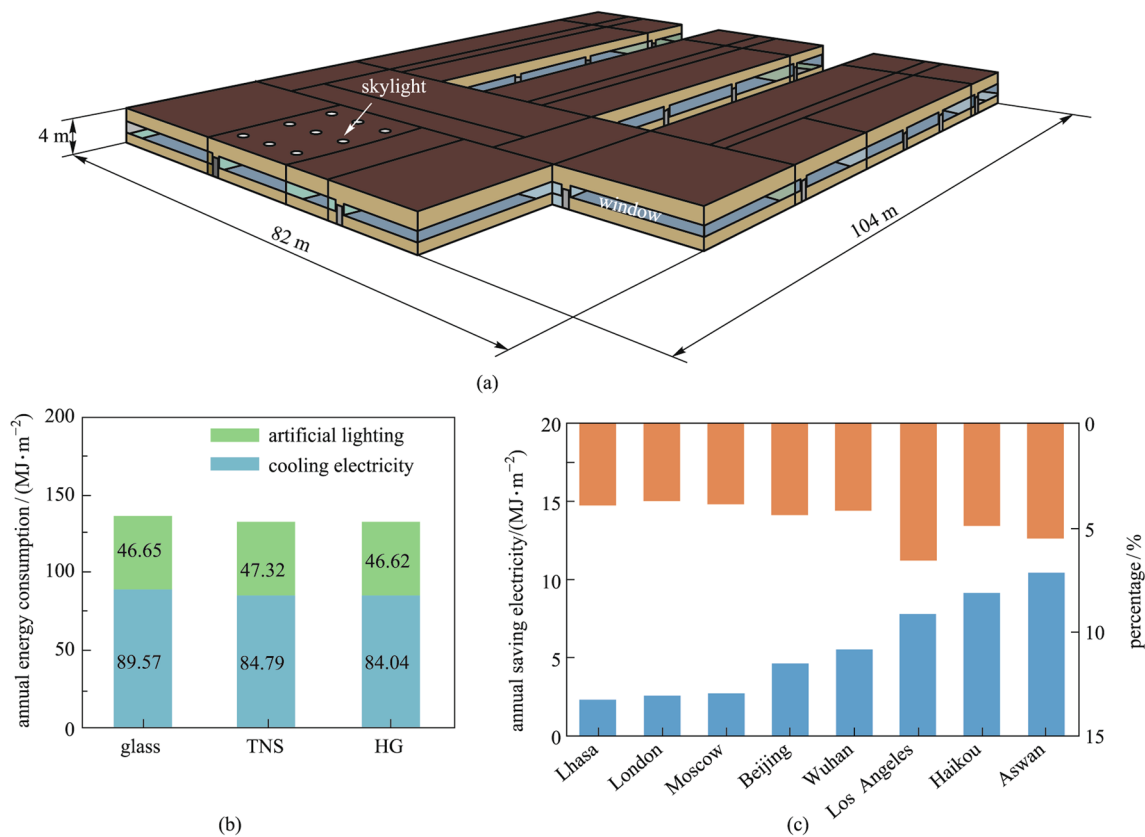 skylight
4 m
window
82 m
104 m
(a)
annual energy consumption / (MJ·m⁻²)
200
150
100
50
0
artificial lighting
cooling electricity
46.65
47.32
46.62
89.57
84.79
84.04
glass
TNS
HG
(b)
annual saving electricity/(MJ·m⁻²)
20
15
10
5
0
0
5
10
15
percentage / %
Lhasa
London
Moscow
Beijing
Wuhan
Los Angeles
Haikou
Aswan
(c)